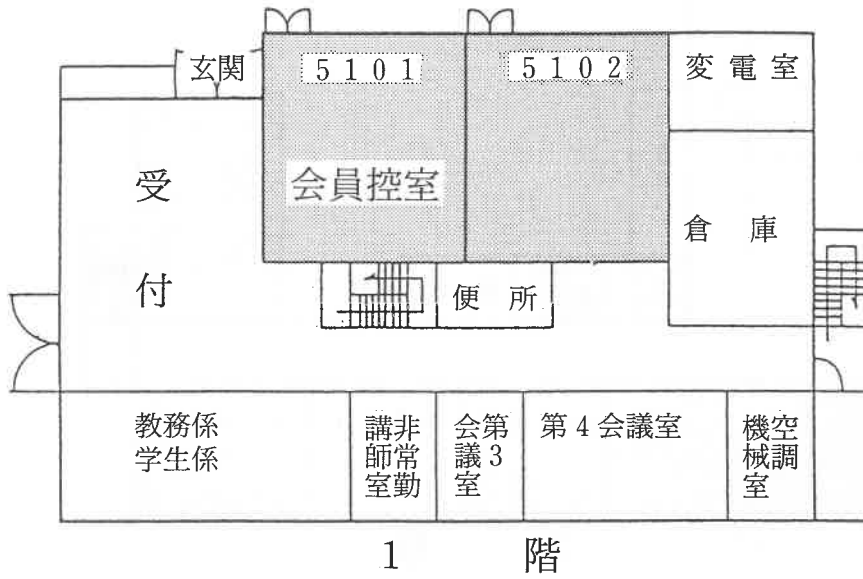 玄関
5101
5102
変電室
会員控室
受付
倉庫
便所
教務係
学生係
非常勤
講師室
第3
会議室
第4会議室
空調
機械室
1階